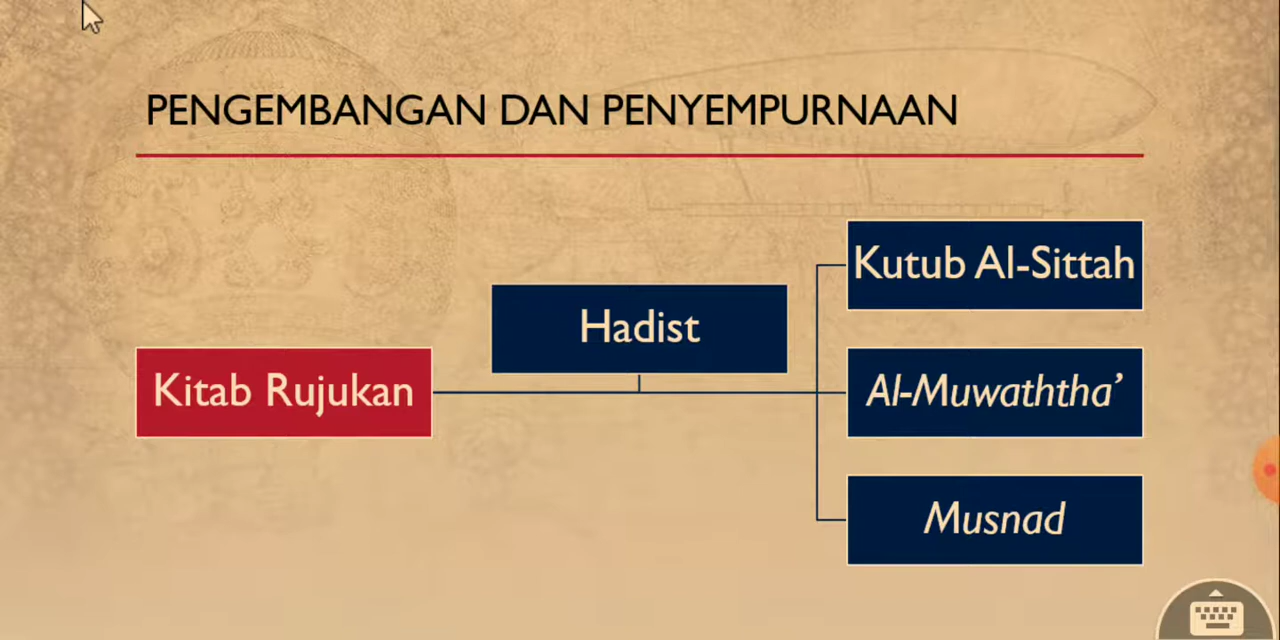 PENGEMBANGAN DAN PENYEMPURNAAN
Kitab Rujukan
Hadist
Kutub Al-Sittah
Al-Muwaththa’
Musnad